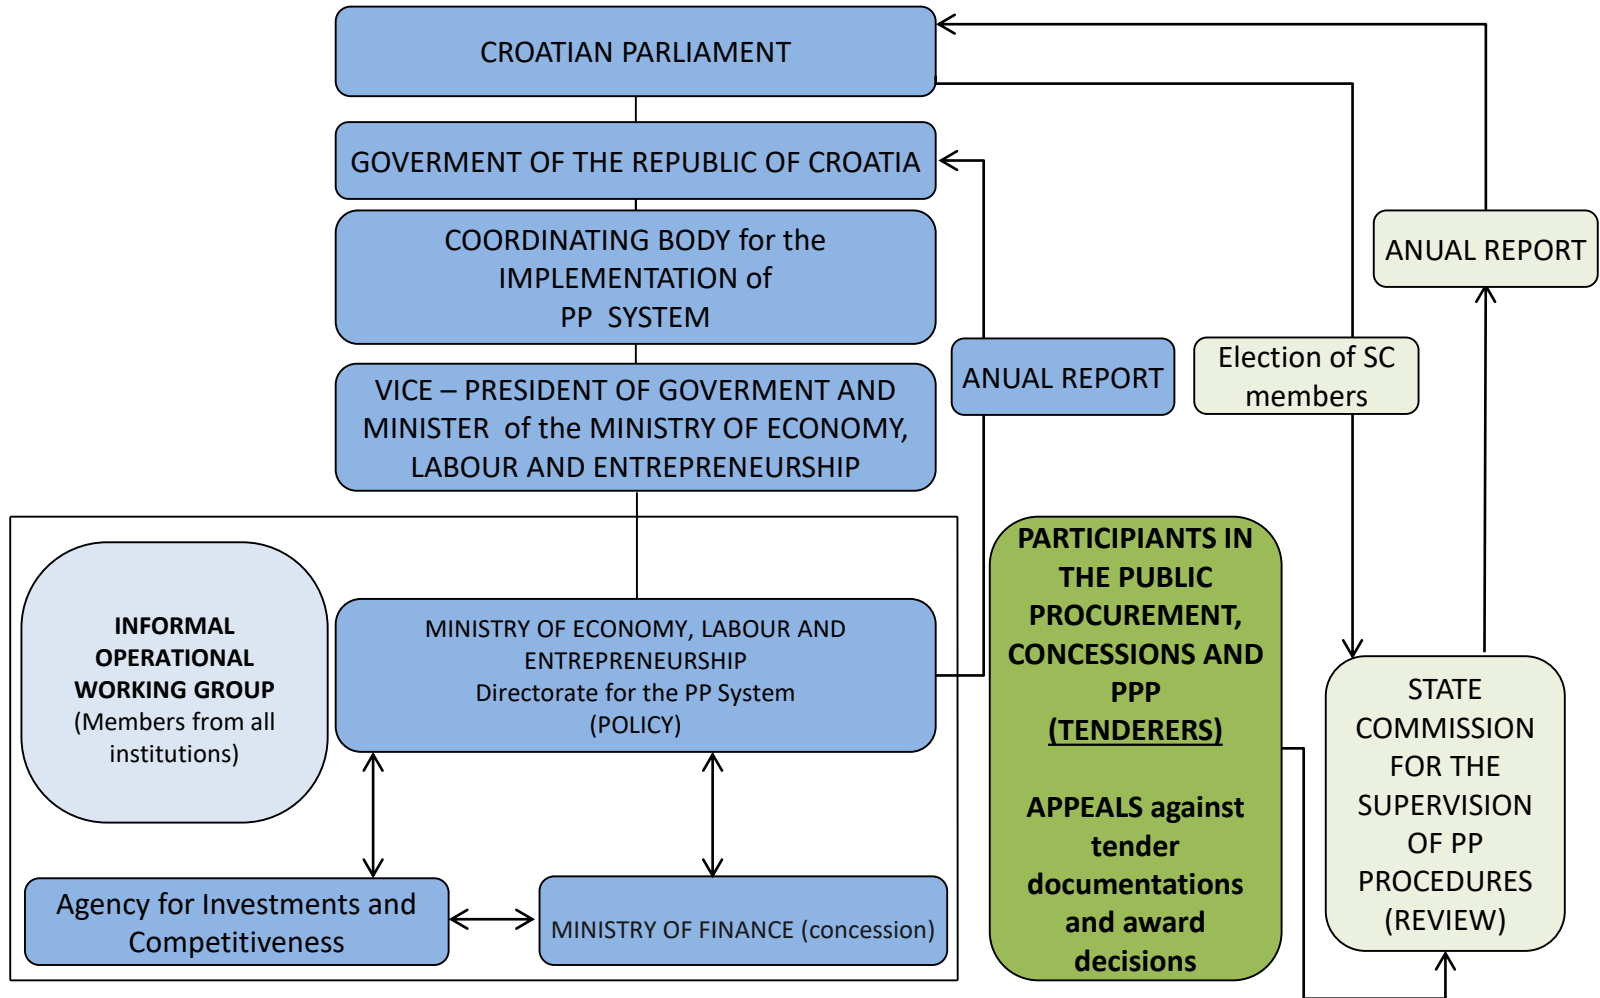 CROATIAN PARLIAMENT
GOVERMENT OF THE REPUBLIC OF CROATIA
COORDINATING BODY for the
IMPLEMENTATION of
PP SYSTEM
VICE – PRESIDENT OF GOVERMENT AND
MINISTER of the MINISTRY OF ECONOMY,
LABOUR AND ENTREPRENEURSHIP
ANUAL REPORT
Election of SC
members
ANUAL REPORT
INFORMAL
OPERATIONAL
WORKING GROUP
(Members from all
institutions)
MINISTRY OF ECONOMY, LABOUR AND
ENTREPRENEURSHIP
Directorate for the PP System
(POLICY)
Agency for Investments and
Competitiveness
MINISTRY OF FINANCE (concession)
PARTICIPIANTS IN
THE PUBLIC
PROCUREMENT,
CONCESSIONS AND
PPP
(TENDERERS)
APPEALS against
tender
documentations
and award
decisions
STATE
COMMISSION
FOR THE
SUPERVISION
OF PP
PROCEDURES
(REVIEW)